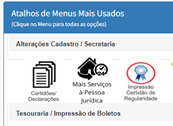 Atalhos de Menus Mais Usados
(Clique no Menu para todas as opções)
Alterações Cadastro / Secretaria
Certidões/
Declarações
Mais Serviços
à Pessoa
Jurídica
Impressão
Certidão de
Regularidade
Tesouraria / Impressão de Boletos